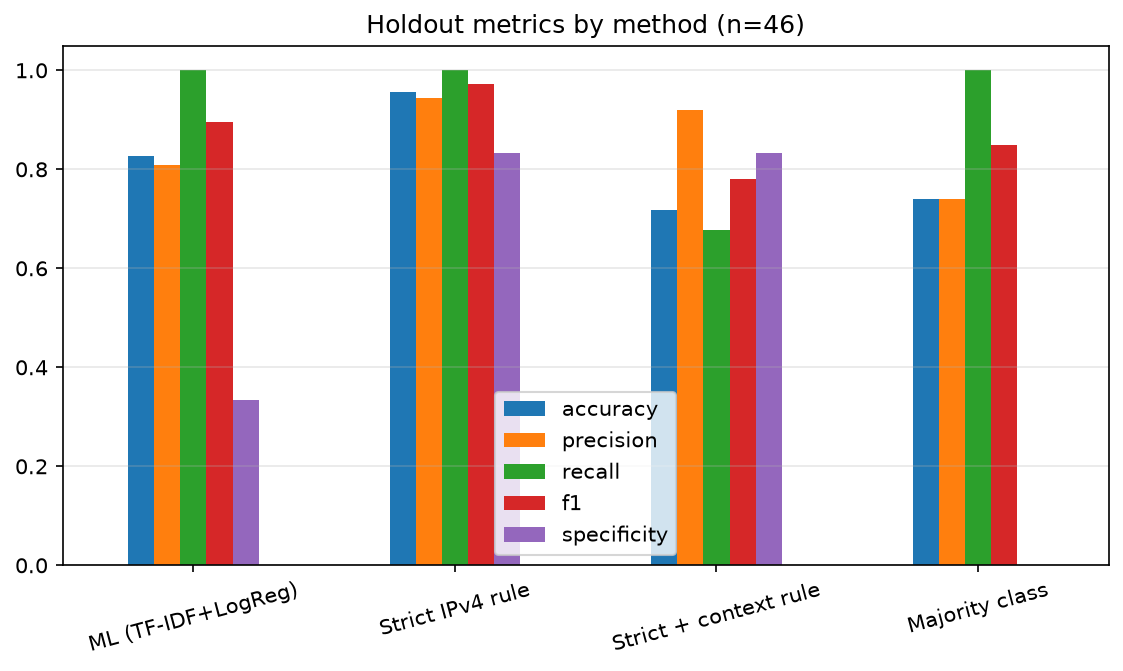 Holdout metrics by method (n=46)
1.0
0.8
0.6
0.4
0.2
0.0
accuracy
precision
recall
f1
specificity
ML (TF-IDF+LogReg)
Strict IPv4 rule
Strict + context rule
Majority class